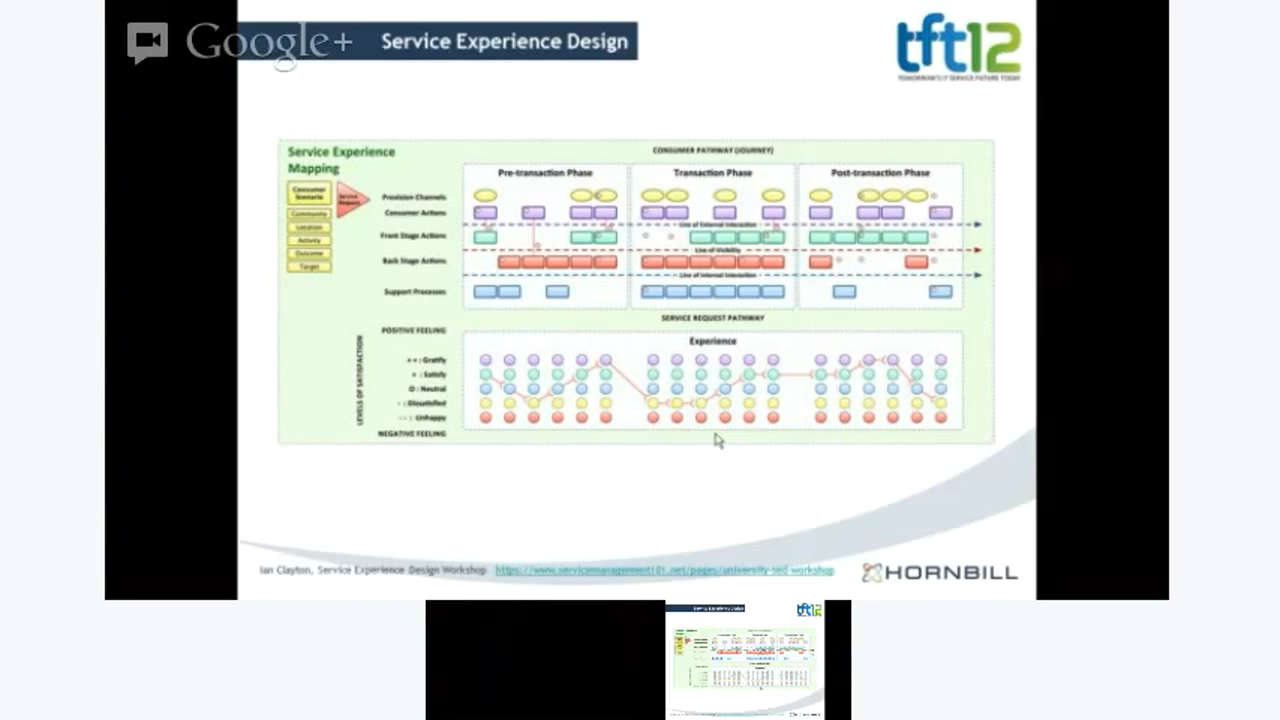 Google+
Service Experience Design
tft12
TOMORROW'S IT SERVICE FUTURE TODAY
Service Experience
Mapping
CONSUMER PATHWAY (JOURNEY)
Pre-transaction Phase
Transaction Phase
Post-transaction Phase
Consumer
Scenario
Service
Request
Community
Location
Activity
Outcome
Target
Provision Channels
Consumer Actions
Line of External Interaction
Front Stage Actions
Line of Visibility
Back Stage Actions
Line of Internal Interaction
Support Processes
SERVICE REQUEST PATHWAY
POSITIVE FEELING
Experience
LEVELS OF SATISFACTION
++ : Gratify
+ : Satisfy
O : Neutral
- : Dissatisfied
-- : Unhappy
NEGATIVE FEELING
Ian Clayton, Service Experience Design Workshop https://www.servicemanagement101.net/pages/university-sed-workshop
HORNBILL